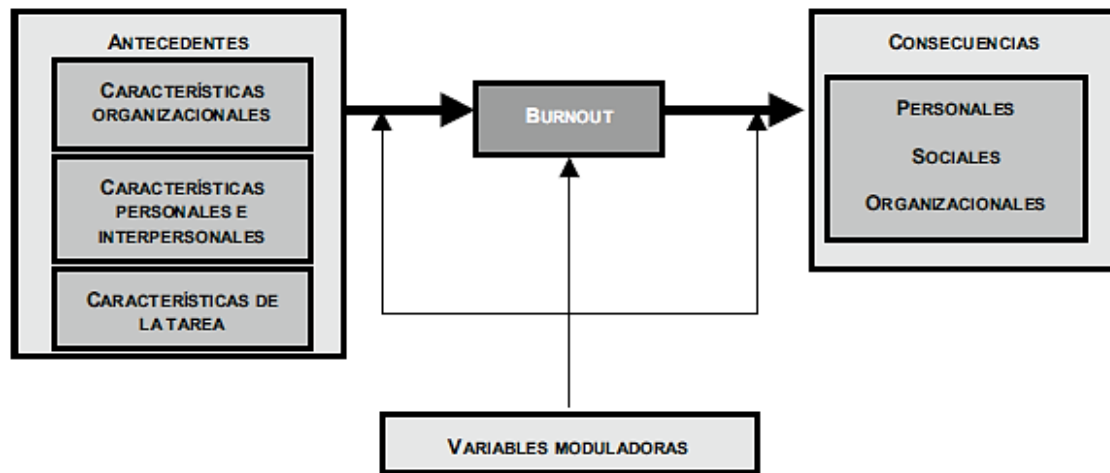 ANTECEDENTES
CARACTERÍSTICAS
ORGANIZACIONALES
CARACTERÍSTICAS
PERSONALES E
INTERPERSONALES
CARACTERÍSTICAS DE
LA TAREA
BURNOUT
CONSECUENCIAS
PERSONALES
SOCIALES
ORGANIZACIONALES
VARIABLES MODULADORAS